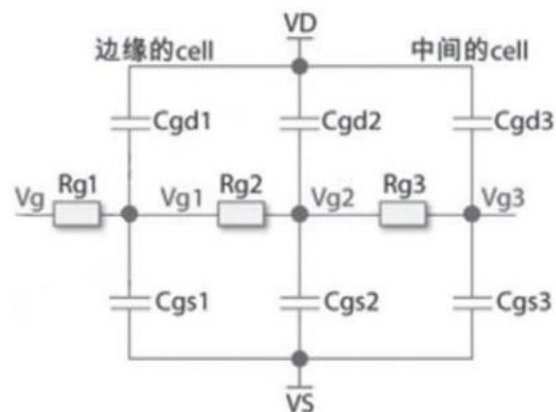 VD
边缘的cell 中间的cell
Cgd1 Cgd2 Cgd3
Vg Rg1 Vg1 Rg2 Vg2 Rg3 Vg3
Cgs1 Cgs2 Cgs3
VS